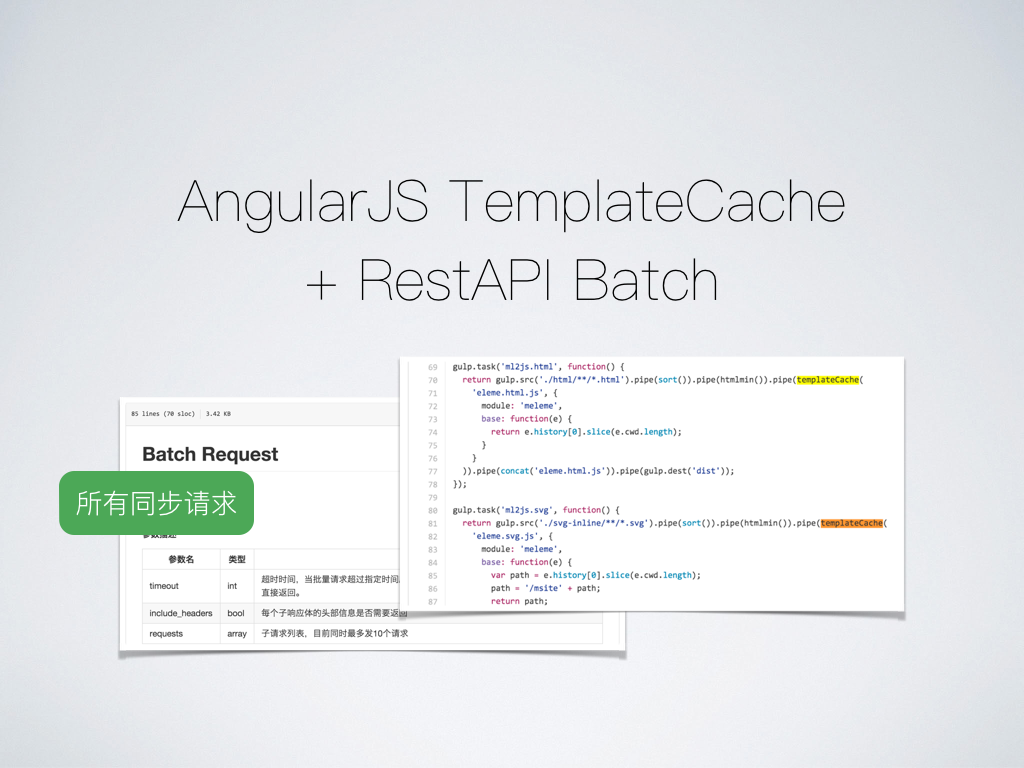 AngularJS TemplateCache
+ RestAPI Batch
85 lines (70 sloc) 3.42 KB
Batch Request
所有同步请求
参数描述
参数名 类型
timeout int 超时时间，当批量请求超过指定时间
直接返回。
include_headers bool 每个子响应体的头部信息是否需要返回
requests array 子请求列表，目前同时最多发10个请求
69 gulp.task('ml2js.html', function() {
70 return gulp.src('./html/**/*.html').pipe(sort()).pipe(htmlmin()).pipe(templateCache(
71 'eleme.html.js', {
72 module: 'meleme',
73 base: function(e) {
74 return e.history[0].slice(e.cwd.length);
75 }
76 }
77 )).pipe(concat('eleme.html.js')).pipe(gulp.dest('dist'));
78 });
79
80 gulp.task('ml2js.svg', function() {
81 return gulp.src('./svg-inline/**/*.svg').pipe(sort()).pipe(htmlmin()).pipe(templateCache(
82 'eleme.svg.js', {
83 module: 'meleme',
84 base: function(e) {
85 var path = e.history[0].slice(e.cwd.length);
86 path = '/msite' + path;
87 return path;